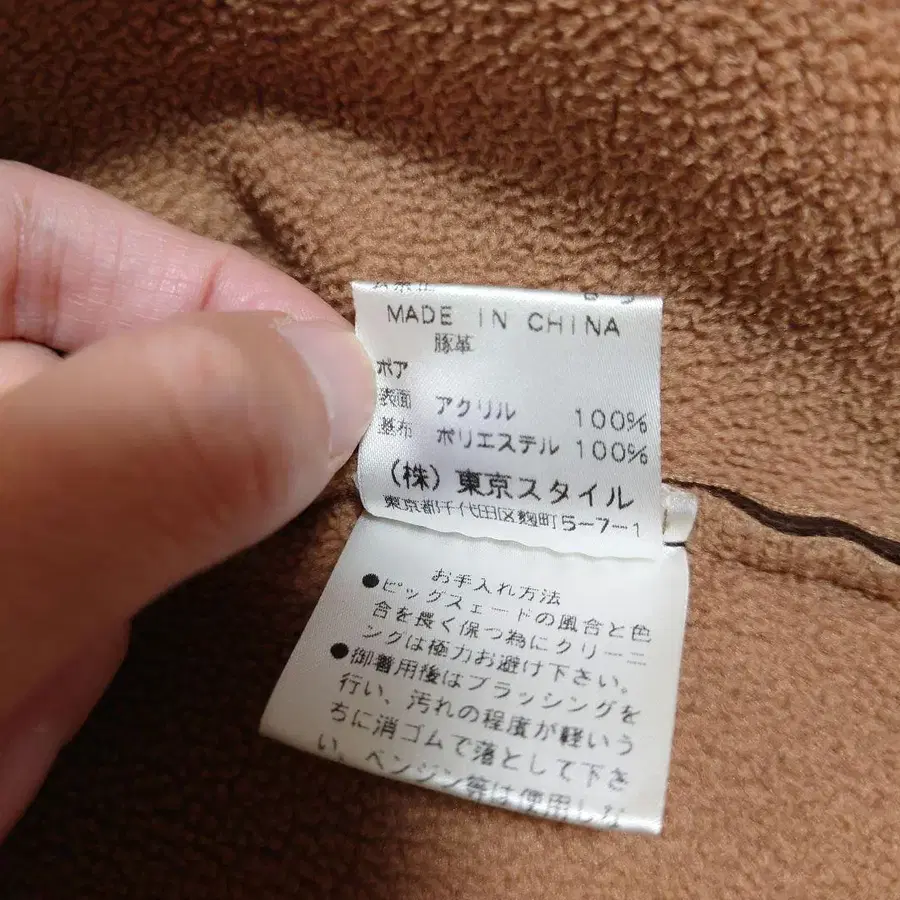 MADE IN CHINA
豚革
ボア
表面 アクリル 100%
基布 ポリエステル 100%
(株) 東京スタイル
東京都千代田区麹町5-7-1
お手入れ方法
●ピッグスェードの風合と色
合を長く保つ為にクリーニ
ングは極力お避け下さい。
●御着用後はブラッシングを
行い、汚れの程度が軽いう
ちに消ゴムで落として下さ
い、ベンジン等は使用しな